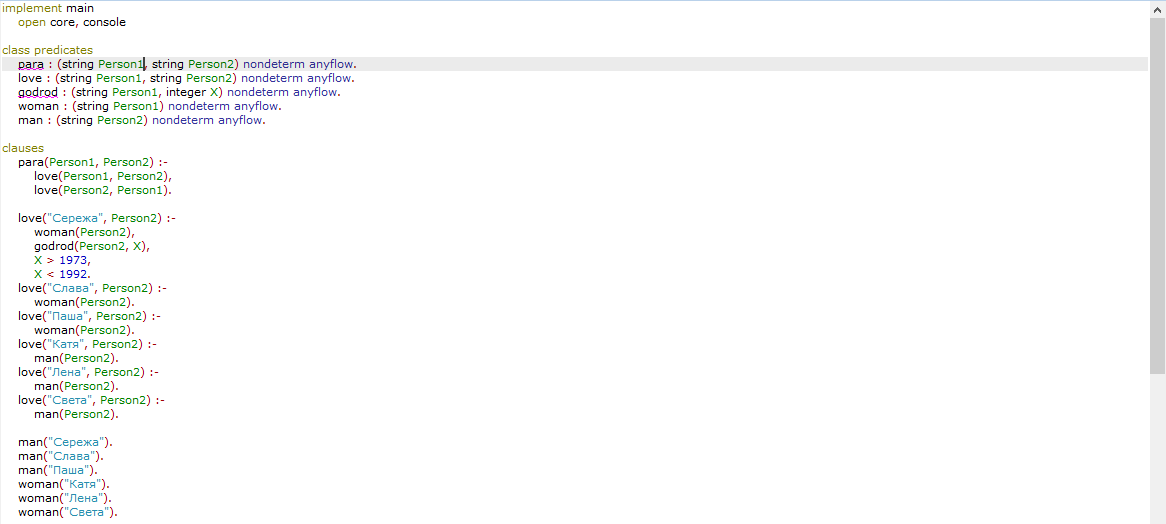 implement main
open core, console
class predicates
para : (string Person1, string Person2) nondeterm anyflow.
love : (string Person1, string Person2) nondeterm anyflow.
godrod : (string Person1, integer X) nondeterm anyflow.
woman : (string Person1) nondeterm anyflow.
man : (string Person2) nondeterm anyflow.
clauses
para(Person1, Person2) :-
love(Person1, Person2),
love(Person2, Person1).
love("Сережа", Person2) :-
woman(Person2),
godrod(Person2, X),
X > 1973,
X < 1992.
love("Слава", Person2) :-
woman(Person2).
love("Паша", Person2) :-
woman(Person2).
love("Катя", Person2) :-
man(Person2).
love("Лена", Person2) :-
man(Person2).
love("Света", Person2) :-
man(Person2).
man("Сережа").
man("Слава").
man("Паша").
woman("Катя").
woman("Лена").
woman("Света").